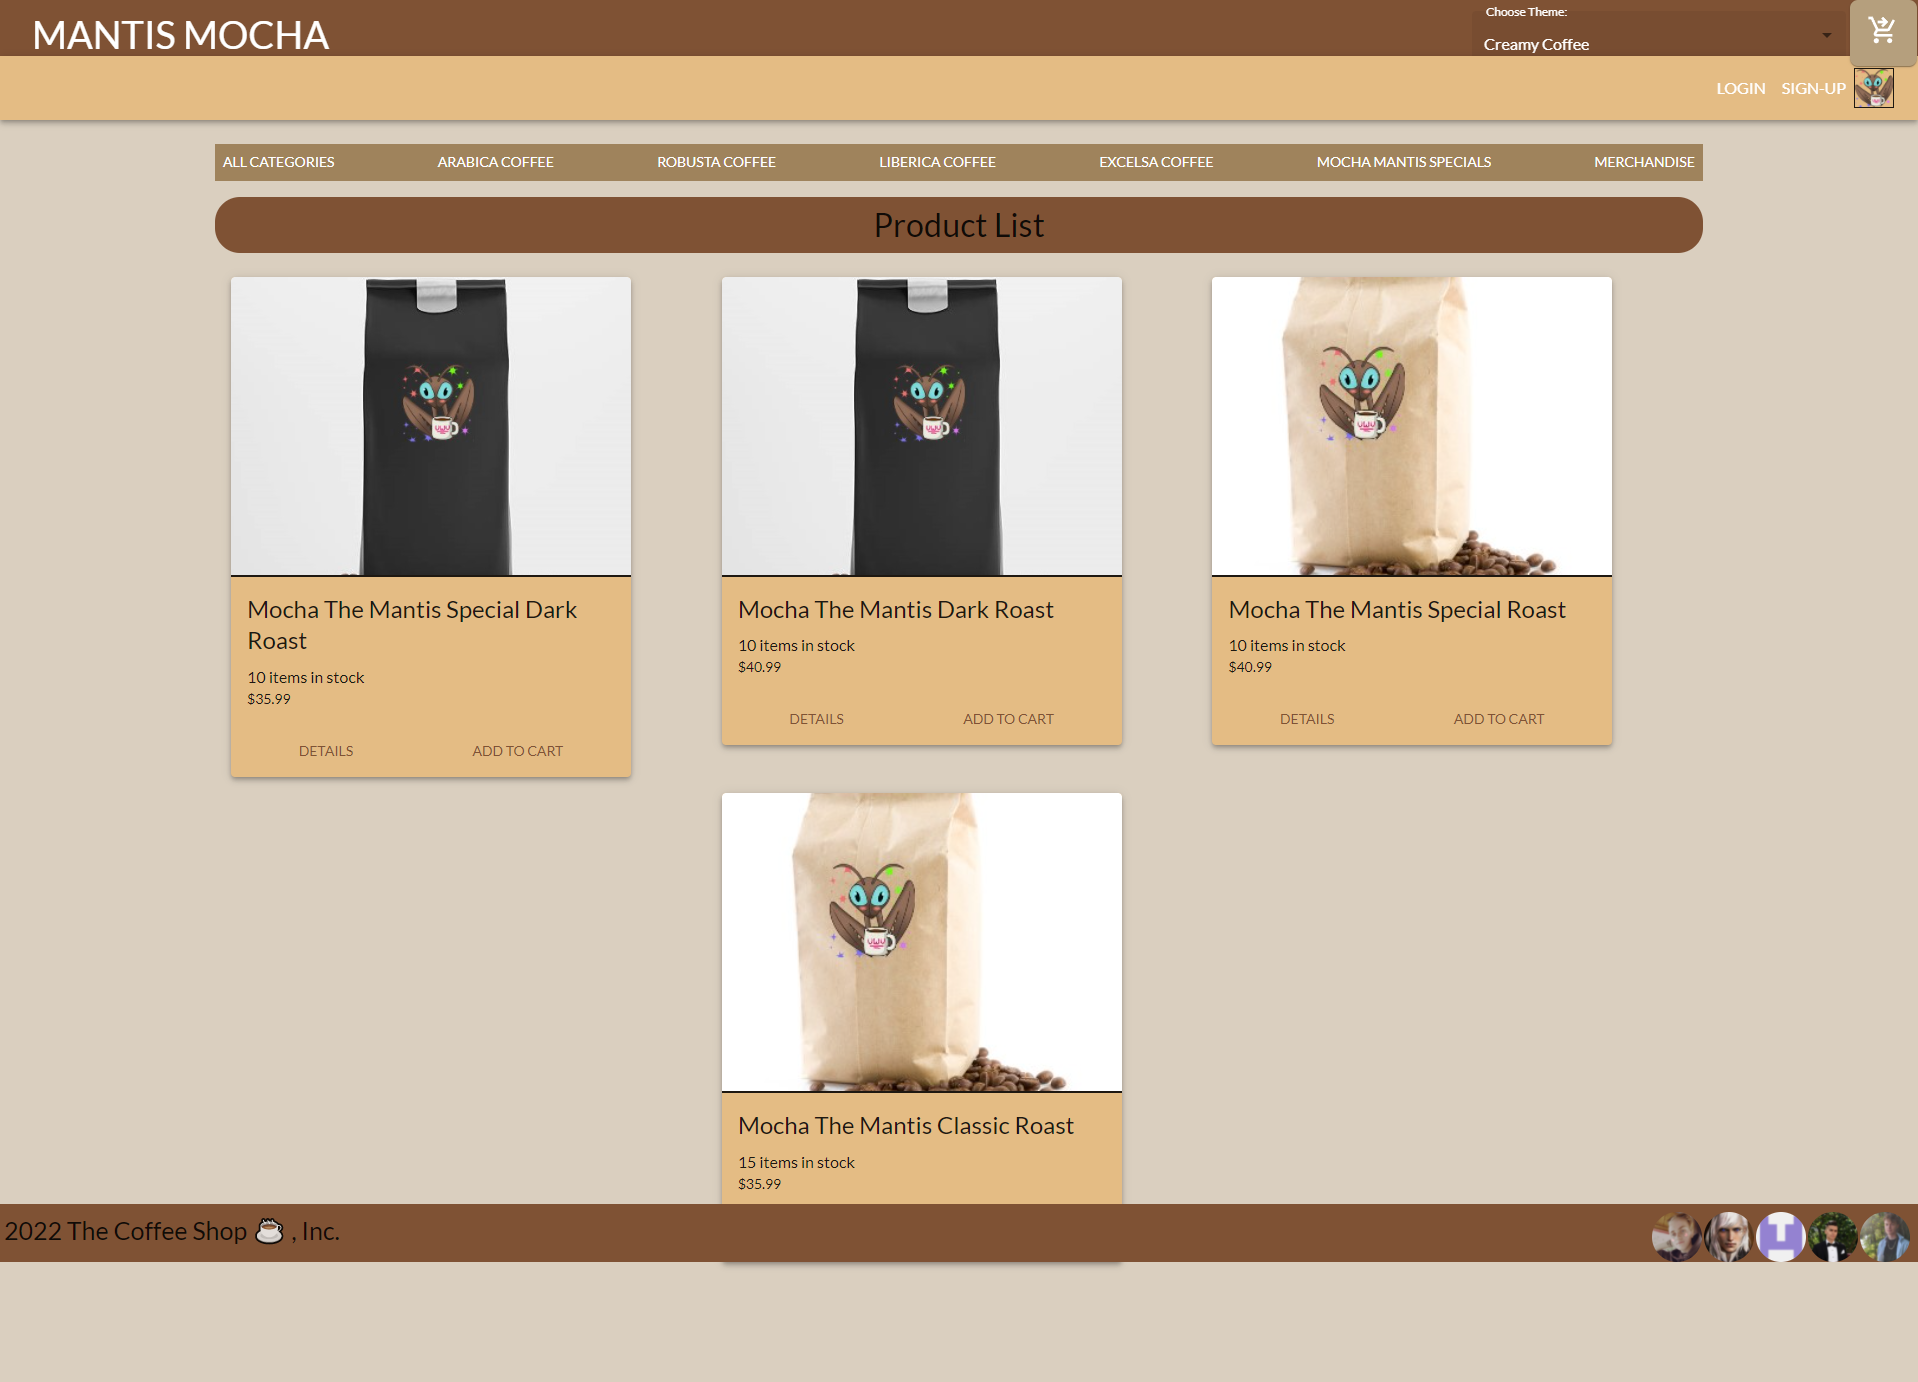 MANTIS MOCHA
Choose Theme:
Creamy Coffee
LOGIN SIGN-UP
ALL CATEGORIES ARABICA COFFEE ROBUSTA COFFEE LIBERICA COFFEE EXCELSA COFFEE MOCHA MANTIS SPECIALS MERCHANDISE
Product List
UWU
UWU
UWU
Mocha The Mantis Special Dark
Roast
10 items in stock
$35.99
DETAILS ADD TO CART
Mocha The Mantis Dark Roast
10 items in stock
$40.99
DETAILS ADD TO CART
Mocha The Mantis Special Roast
10 items in stock
$40.99
DETAILS ADD TO CART
UWU
Mocha The Mantis Classic Roast
15 items in stock
$35.99
2022 The Coffee Shop ☕ , Inc.